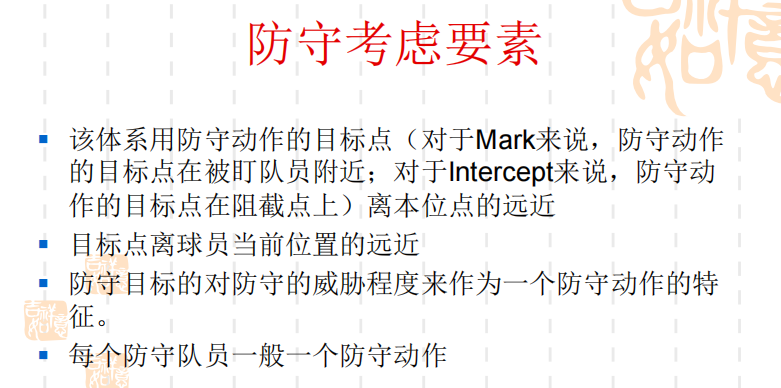 防守考虑要素
该体系用防守动作的目标点（对于Mark来说，防守动作
的目标点在被盯队员附近；对于Intercept来说，防守动
作的目标点在阻截点上）离本位点的远近
目标点离球员当前位置的远近
防守目标的对防守的威胁程度来作为一个防守动作的特
征。
每个防守队员一般一个防守动作